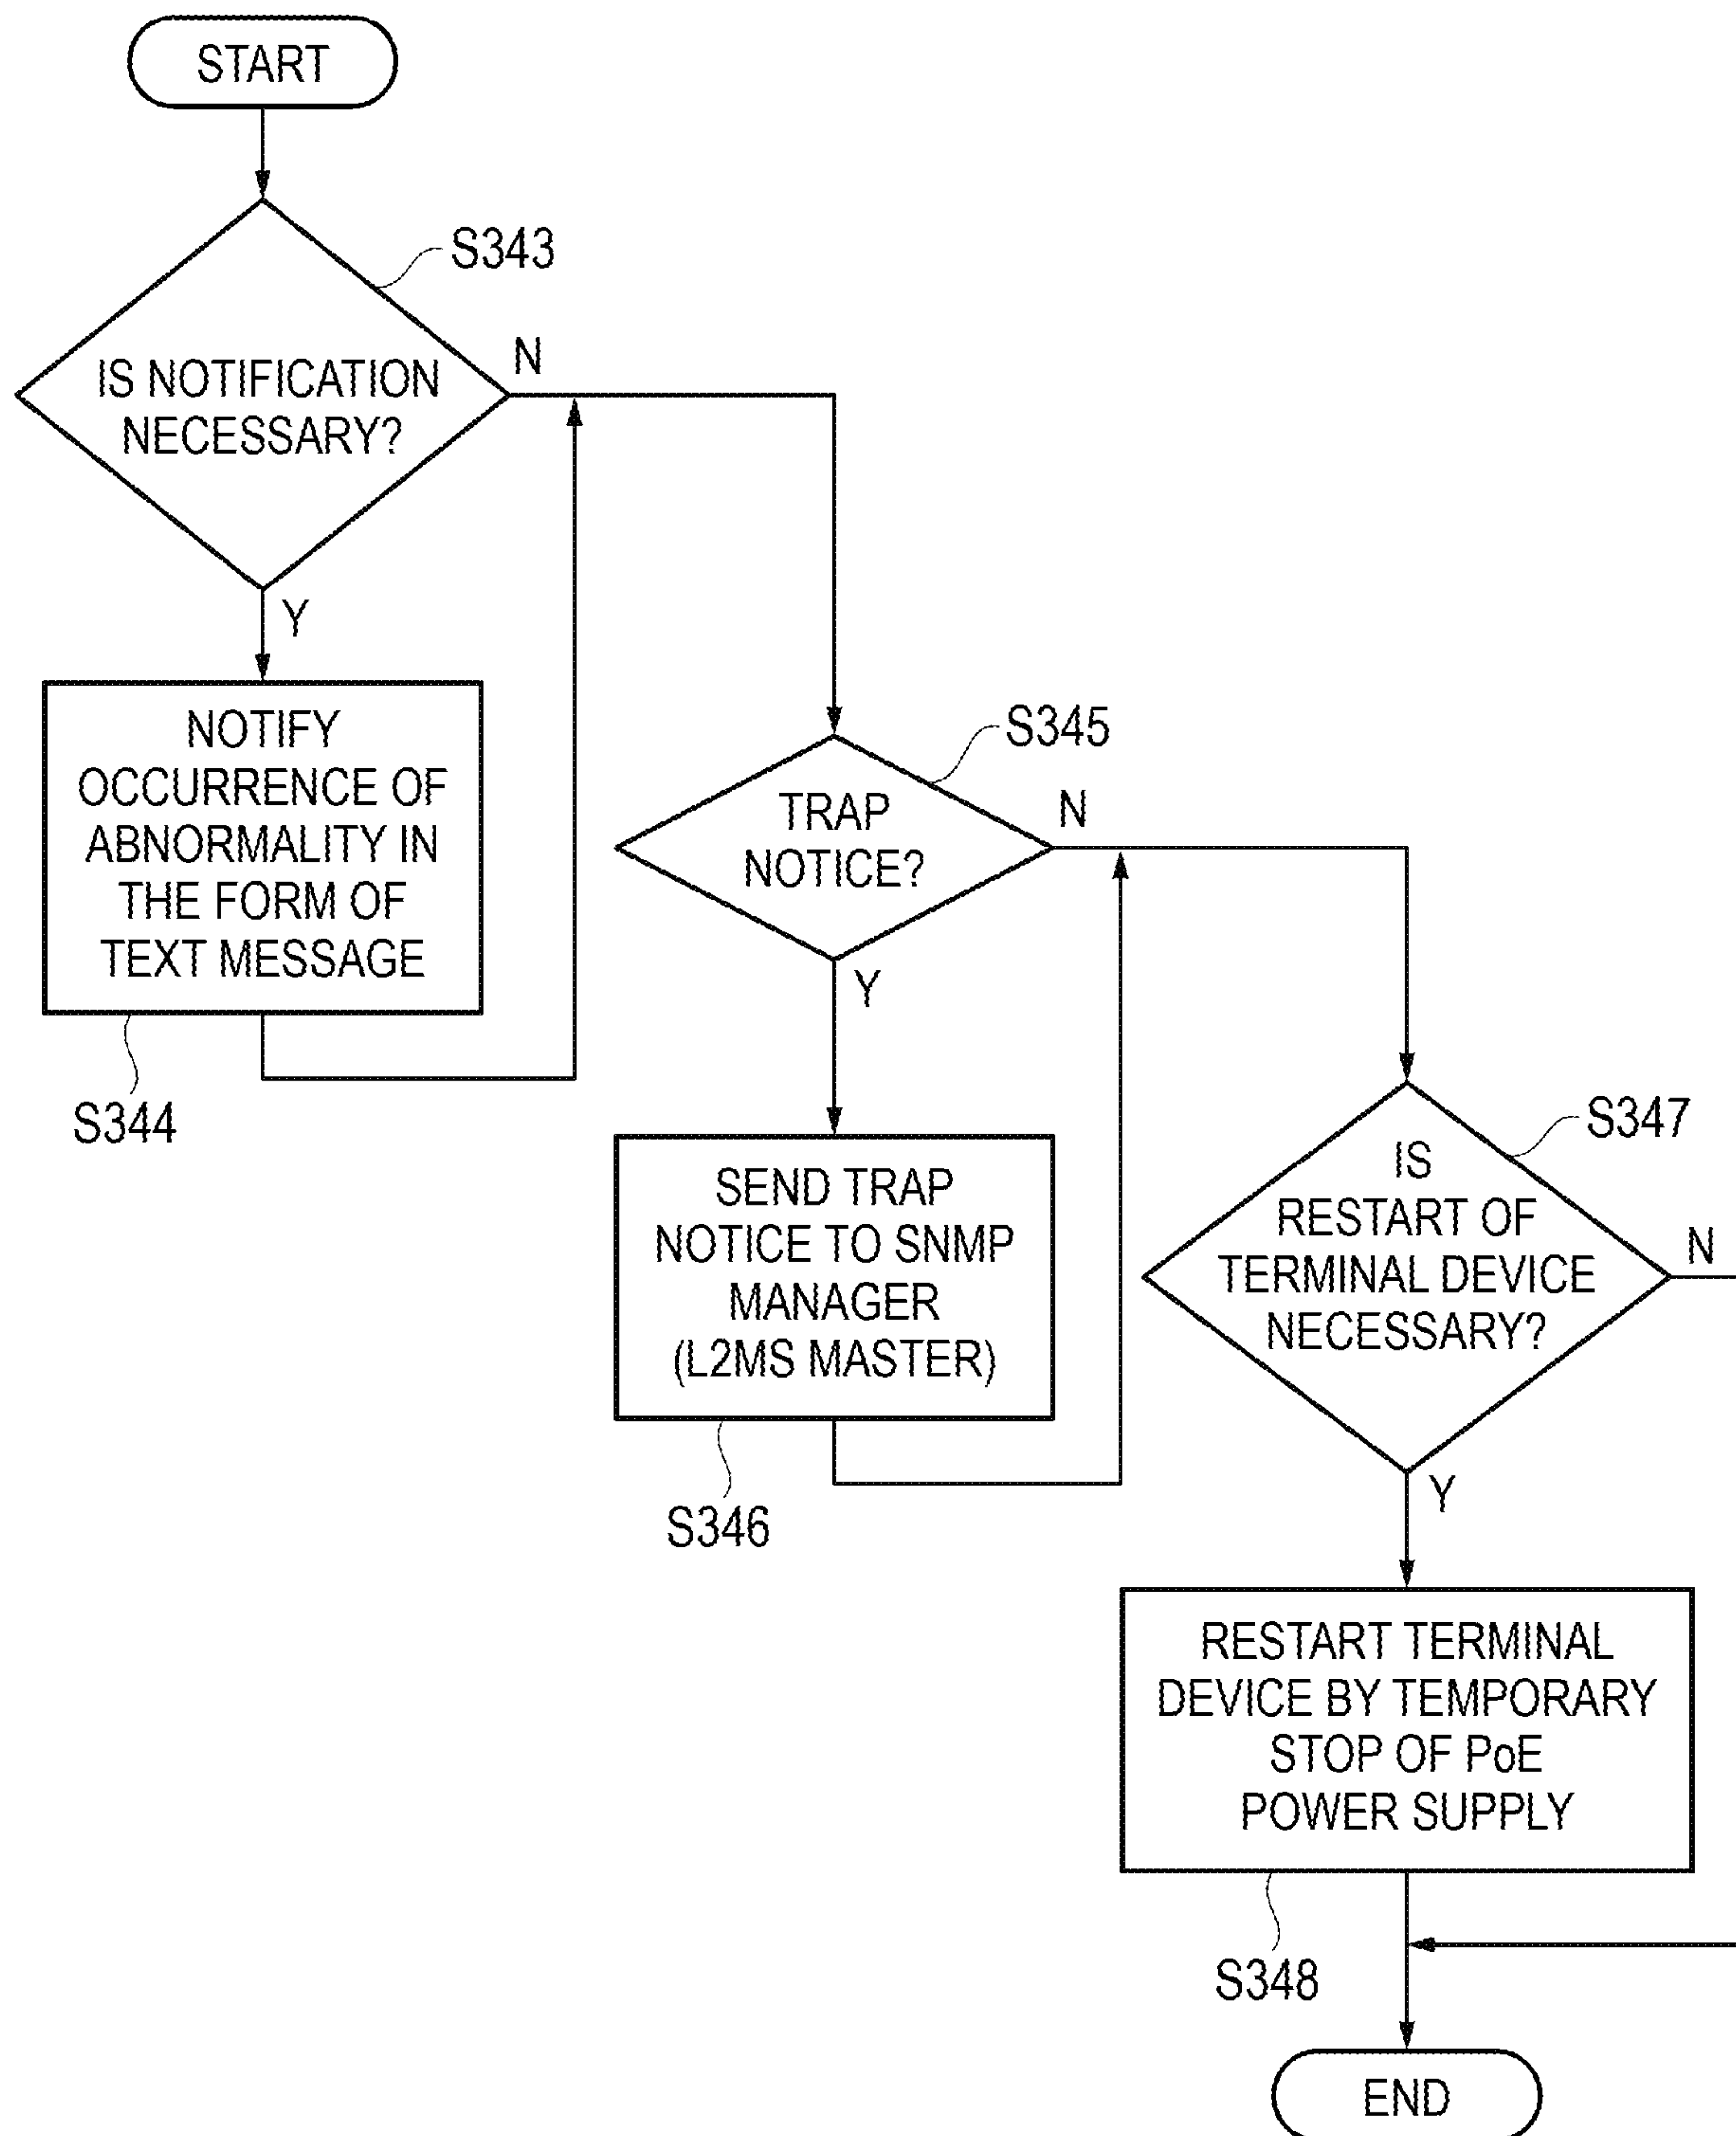 START
S343
IS NOTIFICATION
NECESSARY?
N
Y
NOTIFY
OCCURRENCE OF
ABNORMALITY IN
THE FORM OF
TEXT MESSAGE
S344
S345
TRAP
NOTICE?
N
Y
SEND TRAP
NOTICE TO SNMP
MANAGER
(L2MS MASTER)
S346
S347
IS
RESTART OF
TERMINAL DEVICE
NECESSARY?
N
Y
RESTART TERMINAL
DEVICE BY TEMPORARY
STOP OF PoE
POWER SUPPLY
S348
END